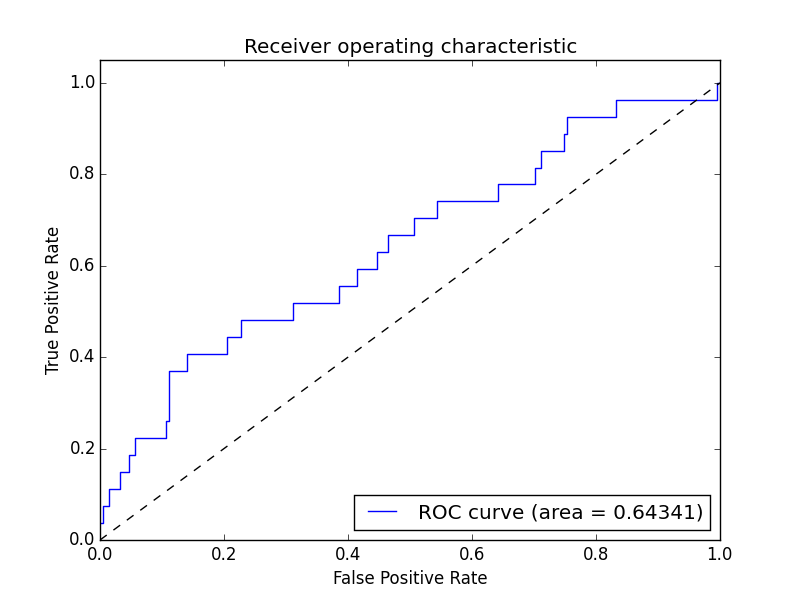 Receiver operating characteristic
1.0
0.8
0.6
0.4
0.2
0.0
True Positive Rate
ROC curve (area = 0.64341)
0.0 0.2 0.4 0.6 0.8 1.0
False Positive Rate